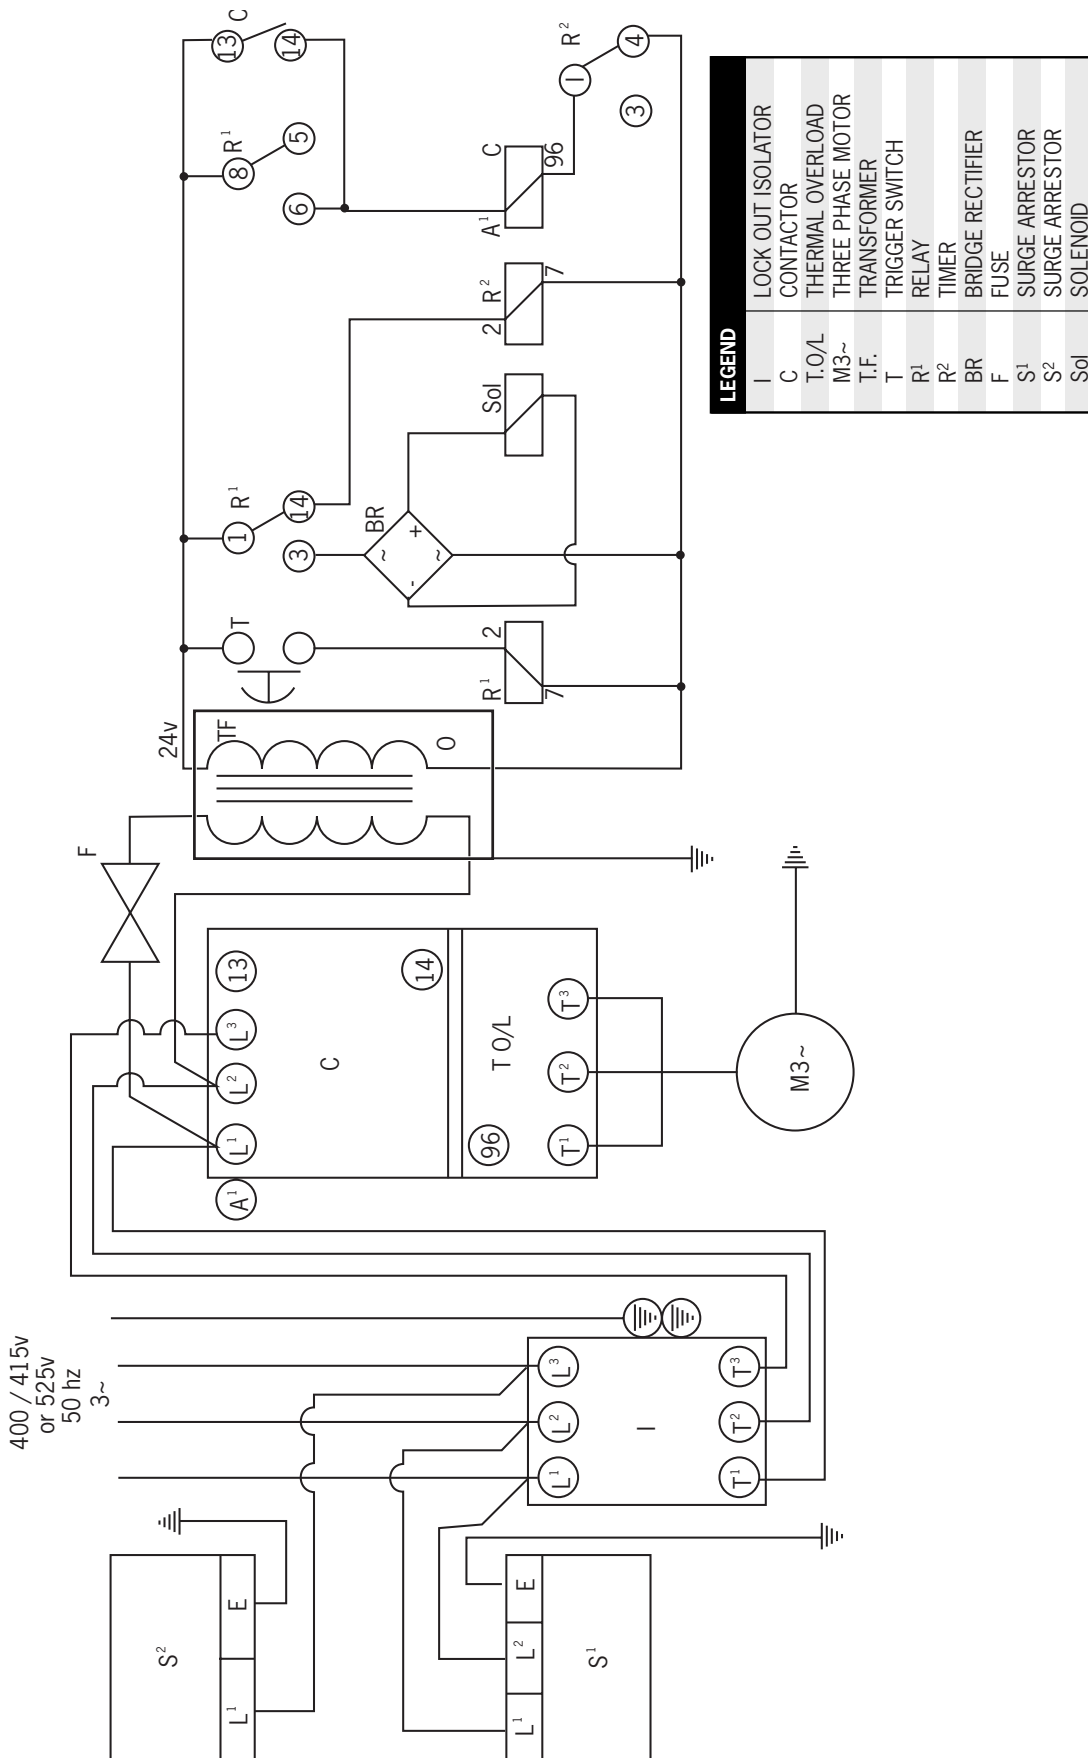 400 / 415v
or 525v
50 hz
3~
S²
L¹ E
L¹ L² E
S¹
L¹ L² L³
I
T¹ T² T³
A¹ L¹ L² L³ 13
C
14
96
T O/L
T¹ T² T³
M3~
F
24v
TF
0
T
R¹ 2
7
1 R¹
3 14
BR
~
- +
~
Sol
2 R²
7
8 R¹
6 5
13 C
14
A¹ C
96
R²
1
3 4
LEGEND
I LOCK OUT ISOLATOR
C CONTACTOR
T.O/L THERMAL OVERLOAD
M3~ THREE PHASE MOTOR
T.F. TRANSFORMER
T TRIGGER SWITCH
R¹ RELAY
R² TIMER
BR BRIDGE RECTIFIER
F FUSE
S¹ SURGE ARRESTOR
S² SURGE ARRESTOR
Sol SOLENOID